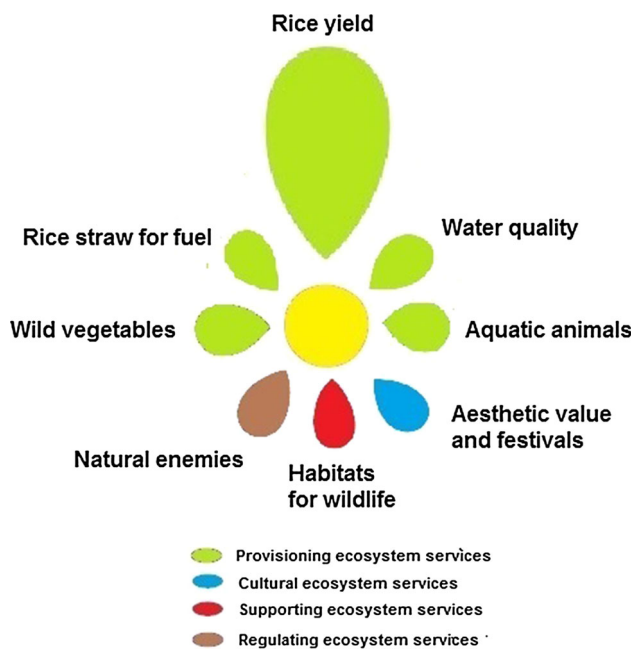 Rice yield
Rice straw for fuel
Water quality
Wild vegetables
Aquatic animals
Natural enemies
Habitats
for wildlife
Aesthetic value
and festivals
Provisioning ecosystem services
Cultural ecosystem services
Supporting ecosystem services
Regulating ecosystem services